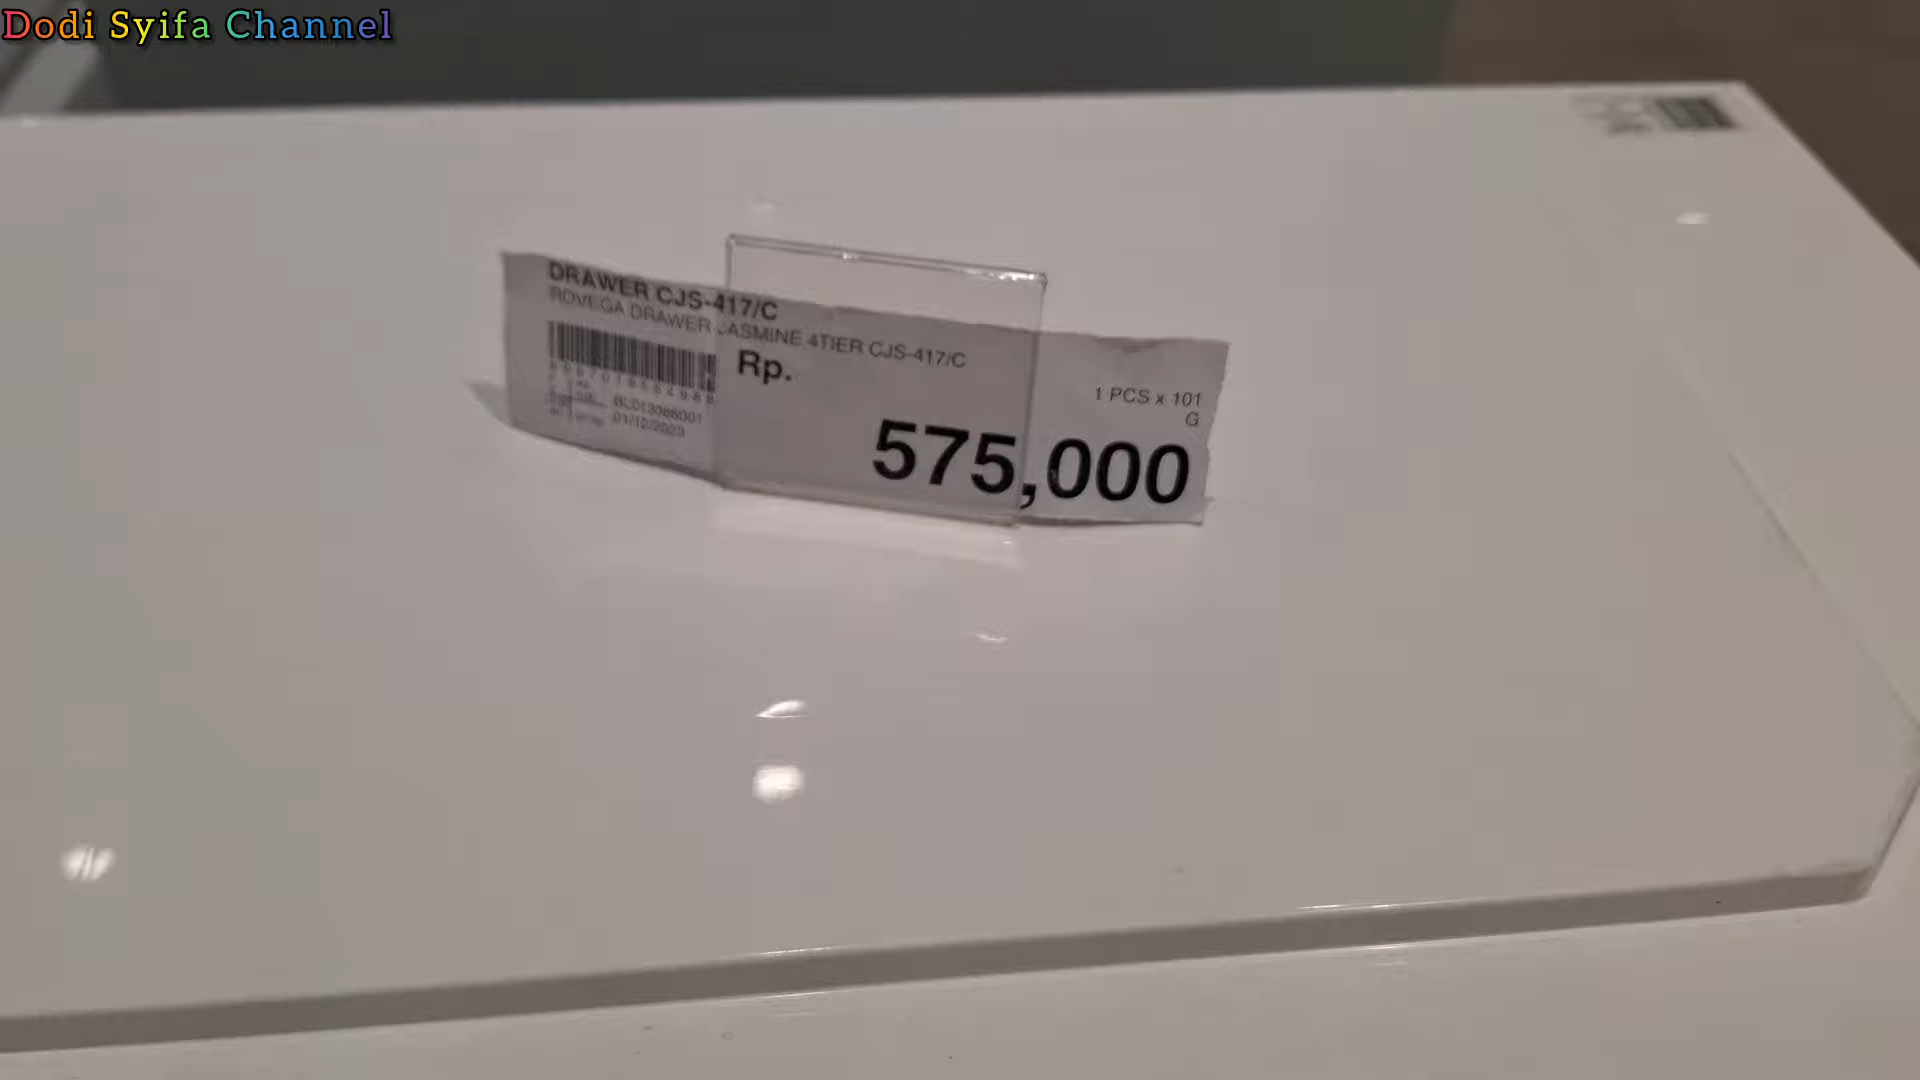 Dodi Syifa Channel
DRAWER CJS-417/C
ROVEGA DRAWER JASMINE 4TIER CJS-417/C
Rp.
1 PCS x 101
G
575,000
01/12/2023